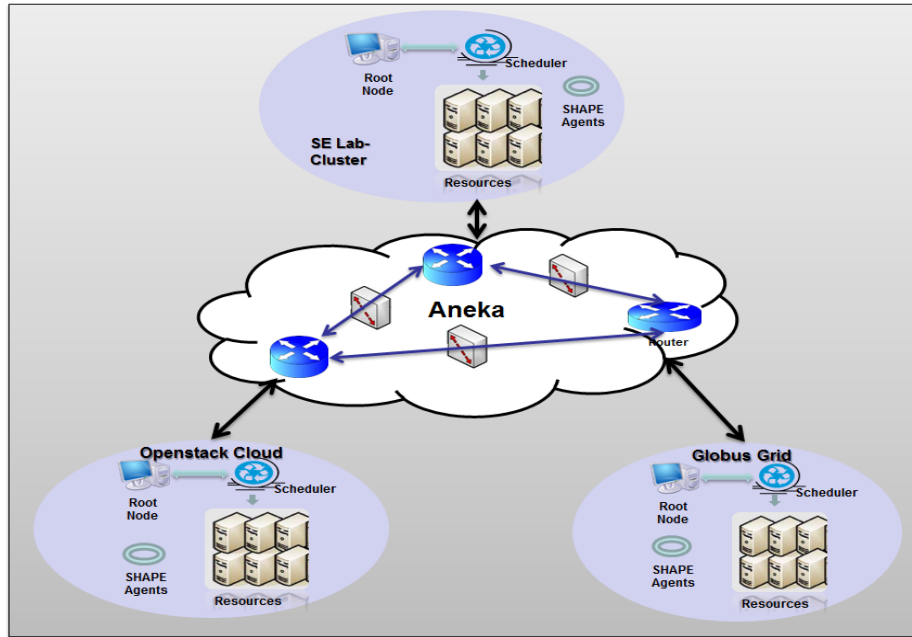 Root
Node
Scheduler
SHAPE
Agents
SE Lab-
Cluster
Resources
Aneka
Router
Openstack Cloud
Root
Node
Scheduler
SHAPE
Agents
Resources
Globus Grid
Root
Node
Scheduler
SHAPE
Agents
Resources